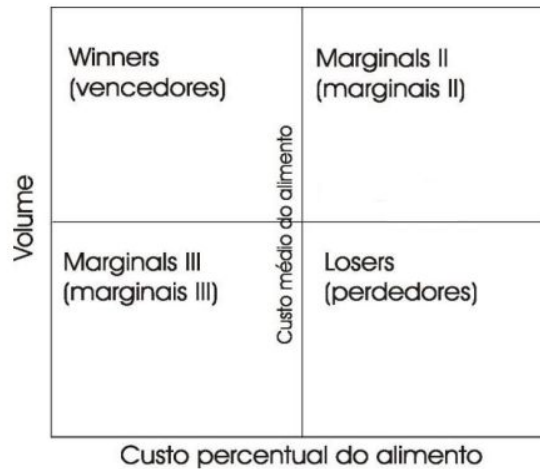 Winners
(vencedores)
Marginals II
(marginais II)
Volume
Custo médio do alimento
Marginals III
(marginais III)
Losers
(perdedores)
Custo percentual do alimento